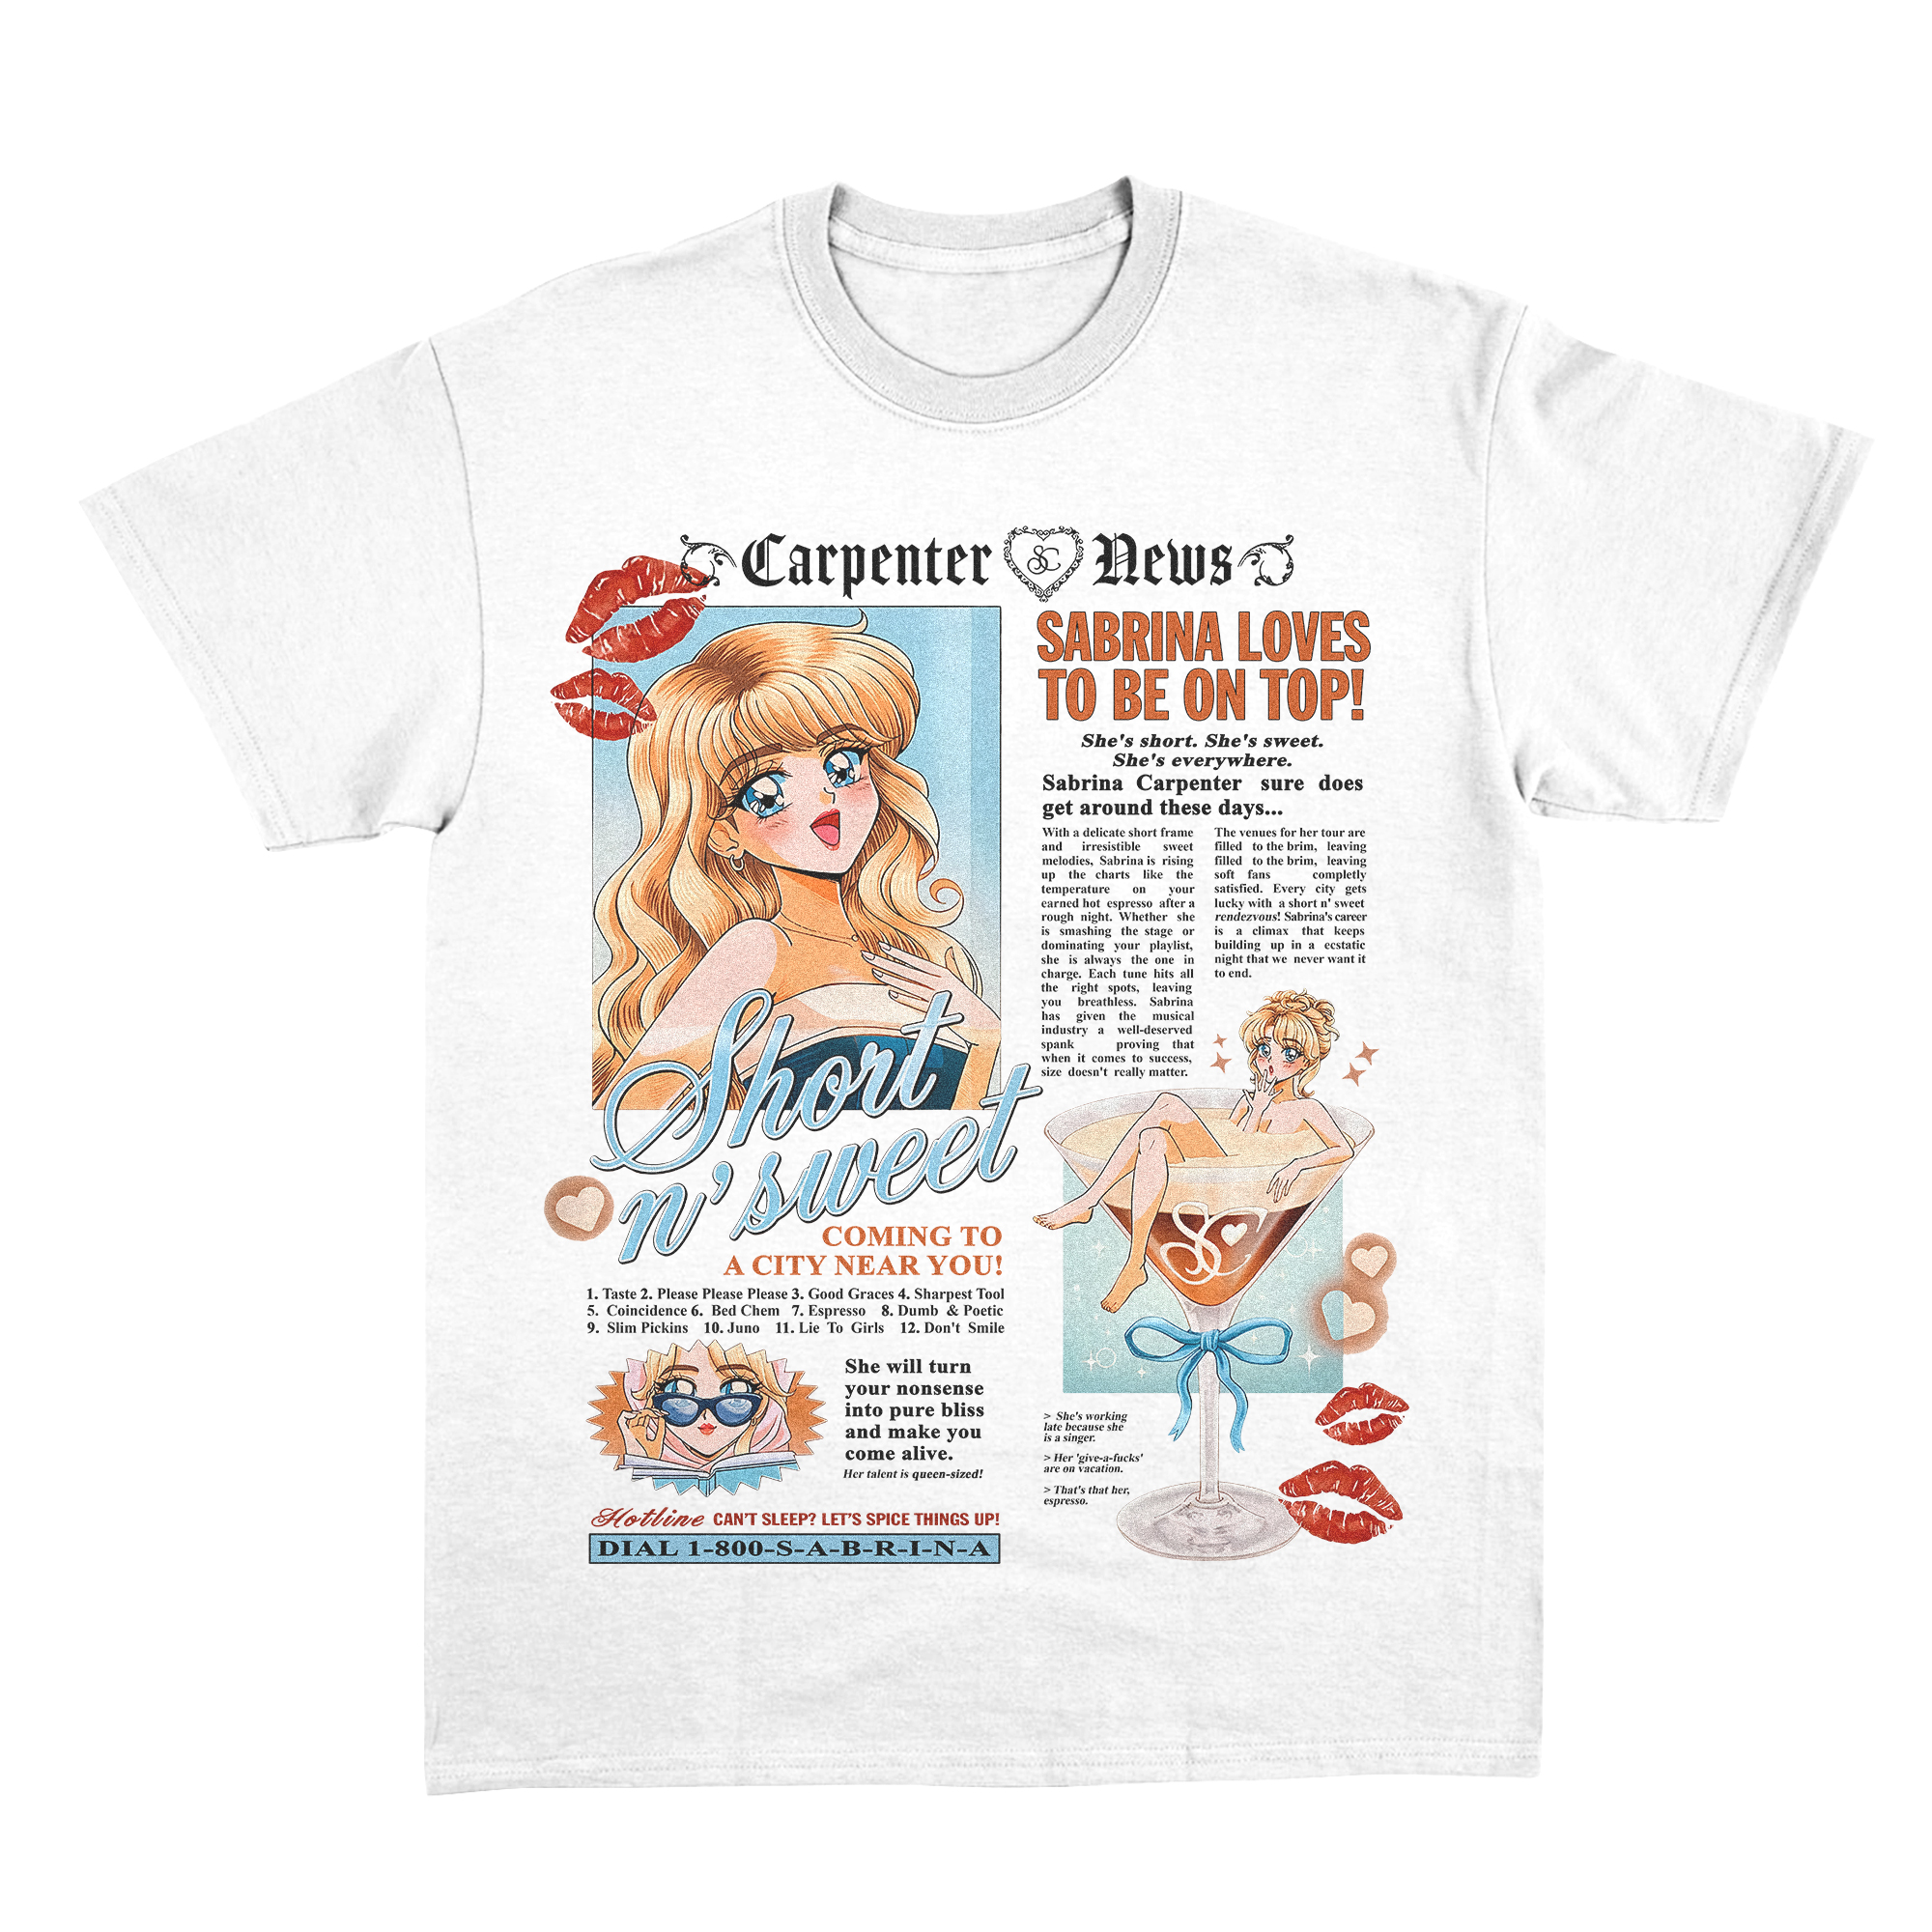 Carpenter SC News
SABRINA LOVES
TO BE ON TOP!
She's short. She's sweet.
She's everywhere.
Sabrina Carpenter sure does
get around these days...
With a delicate short frame
and irresistible sweet
melodies, Sabrina is rising
up the charts like the
temperature on your
earned hot espresso after a
rough night. Whether she
is smashing the stage or
dominating your playlist,
she is always the one in
charge. Each tune hits all
the right spots, leaving
you breathless. Sabrina
has given the musical
industry a well-deserved
spank proving that
when it comes to success,
size doesn't really matter.
The venues for her tour are
filled to the brim, leaving
filled to the brim, leaving
soft fans completly
satisfied. Every city gets
lucky with a short n' sweet
rendezvous! Sabrina's career
is a climax that keeps
building up in a ecstatic
night that we never want it
to end.
Short
n' sweet
COMING TO
A CITY NEAR YOU!
1. Taste 2. Please Please Please 3. Good Graces 4. Sharpest Tool
5. Coincidence 6. Bed Chem 7. Espresso 8. Dumb & Poetic
9. Slim Pickins 10. Juno 11. Lie To Girls 12. Don't Smile
She will turn
your nonsense
into pure bliss
and make you
come alive.
Her talent is queen-sized!
Hotline CAN'T SLEEP? LET'S SPICE THINGS UP!
DIAL 1-800-S-A-B-R-I-N-A
SC
> She's working
late because she
is a singer.
> Her 'give-a-fucks'
are on vacation.
> That's that her,
espresso.